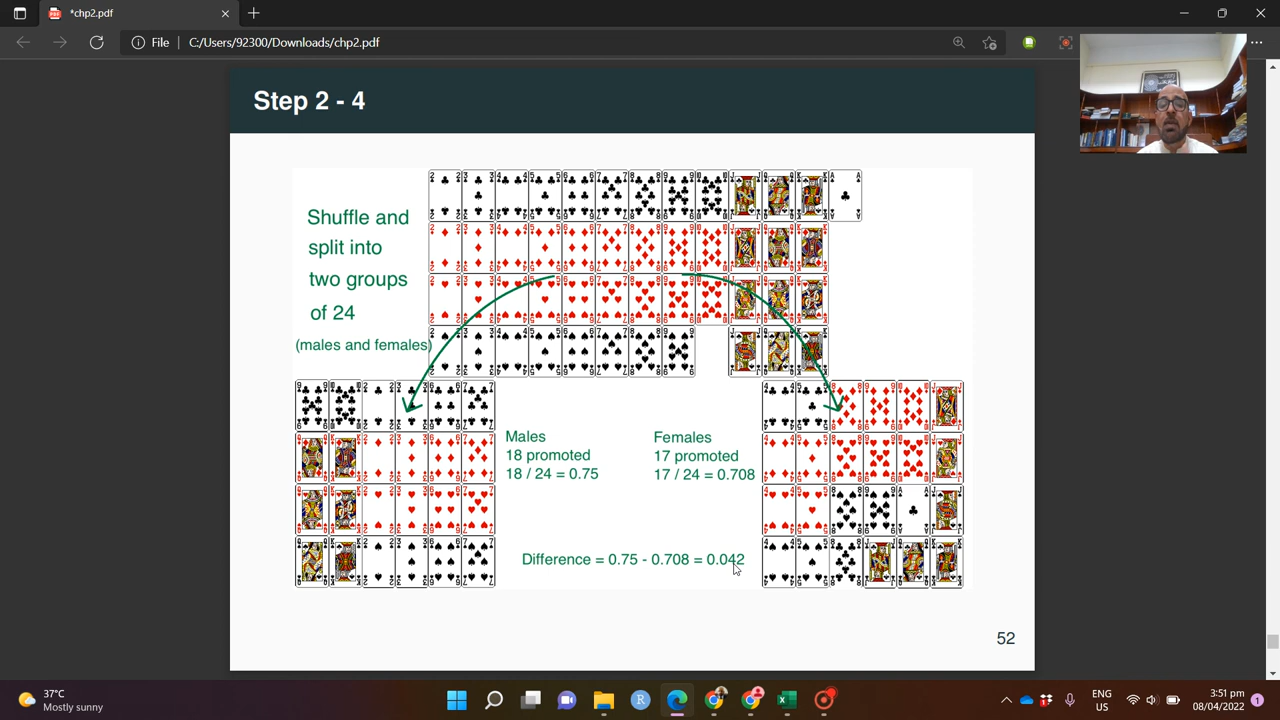 *chp2.pdf
File
C:/Users/92300/Downloads/chp2.pdf
Step 2 - 4
Shuffle and
split into
two groups
of 24
(males and females)
Males
18 promoted
18 / 24 = 0.75
Females
17 promoted
17 / 24 = 0.708
Difference = 0.75 - 0.708 = 0.042
52
37°C
Mostly sunny
ENG
US
3:51 pm
08/04/2022
1